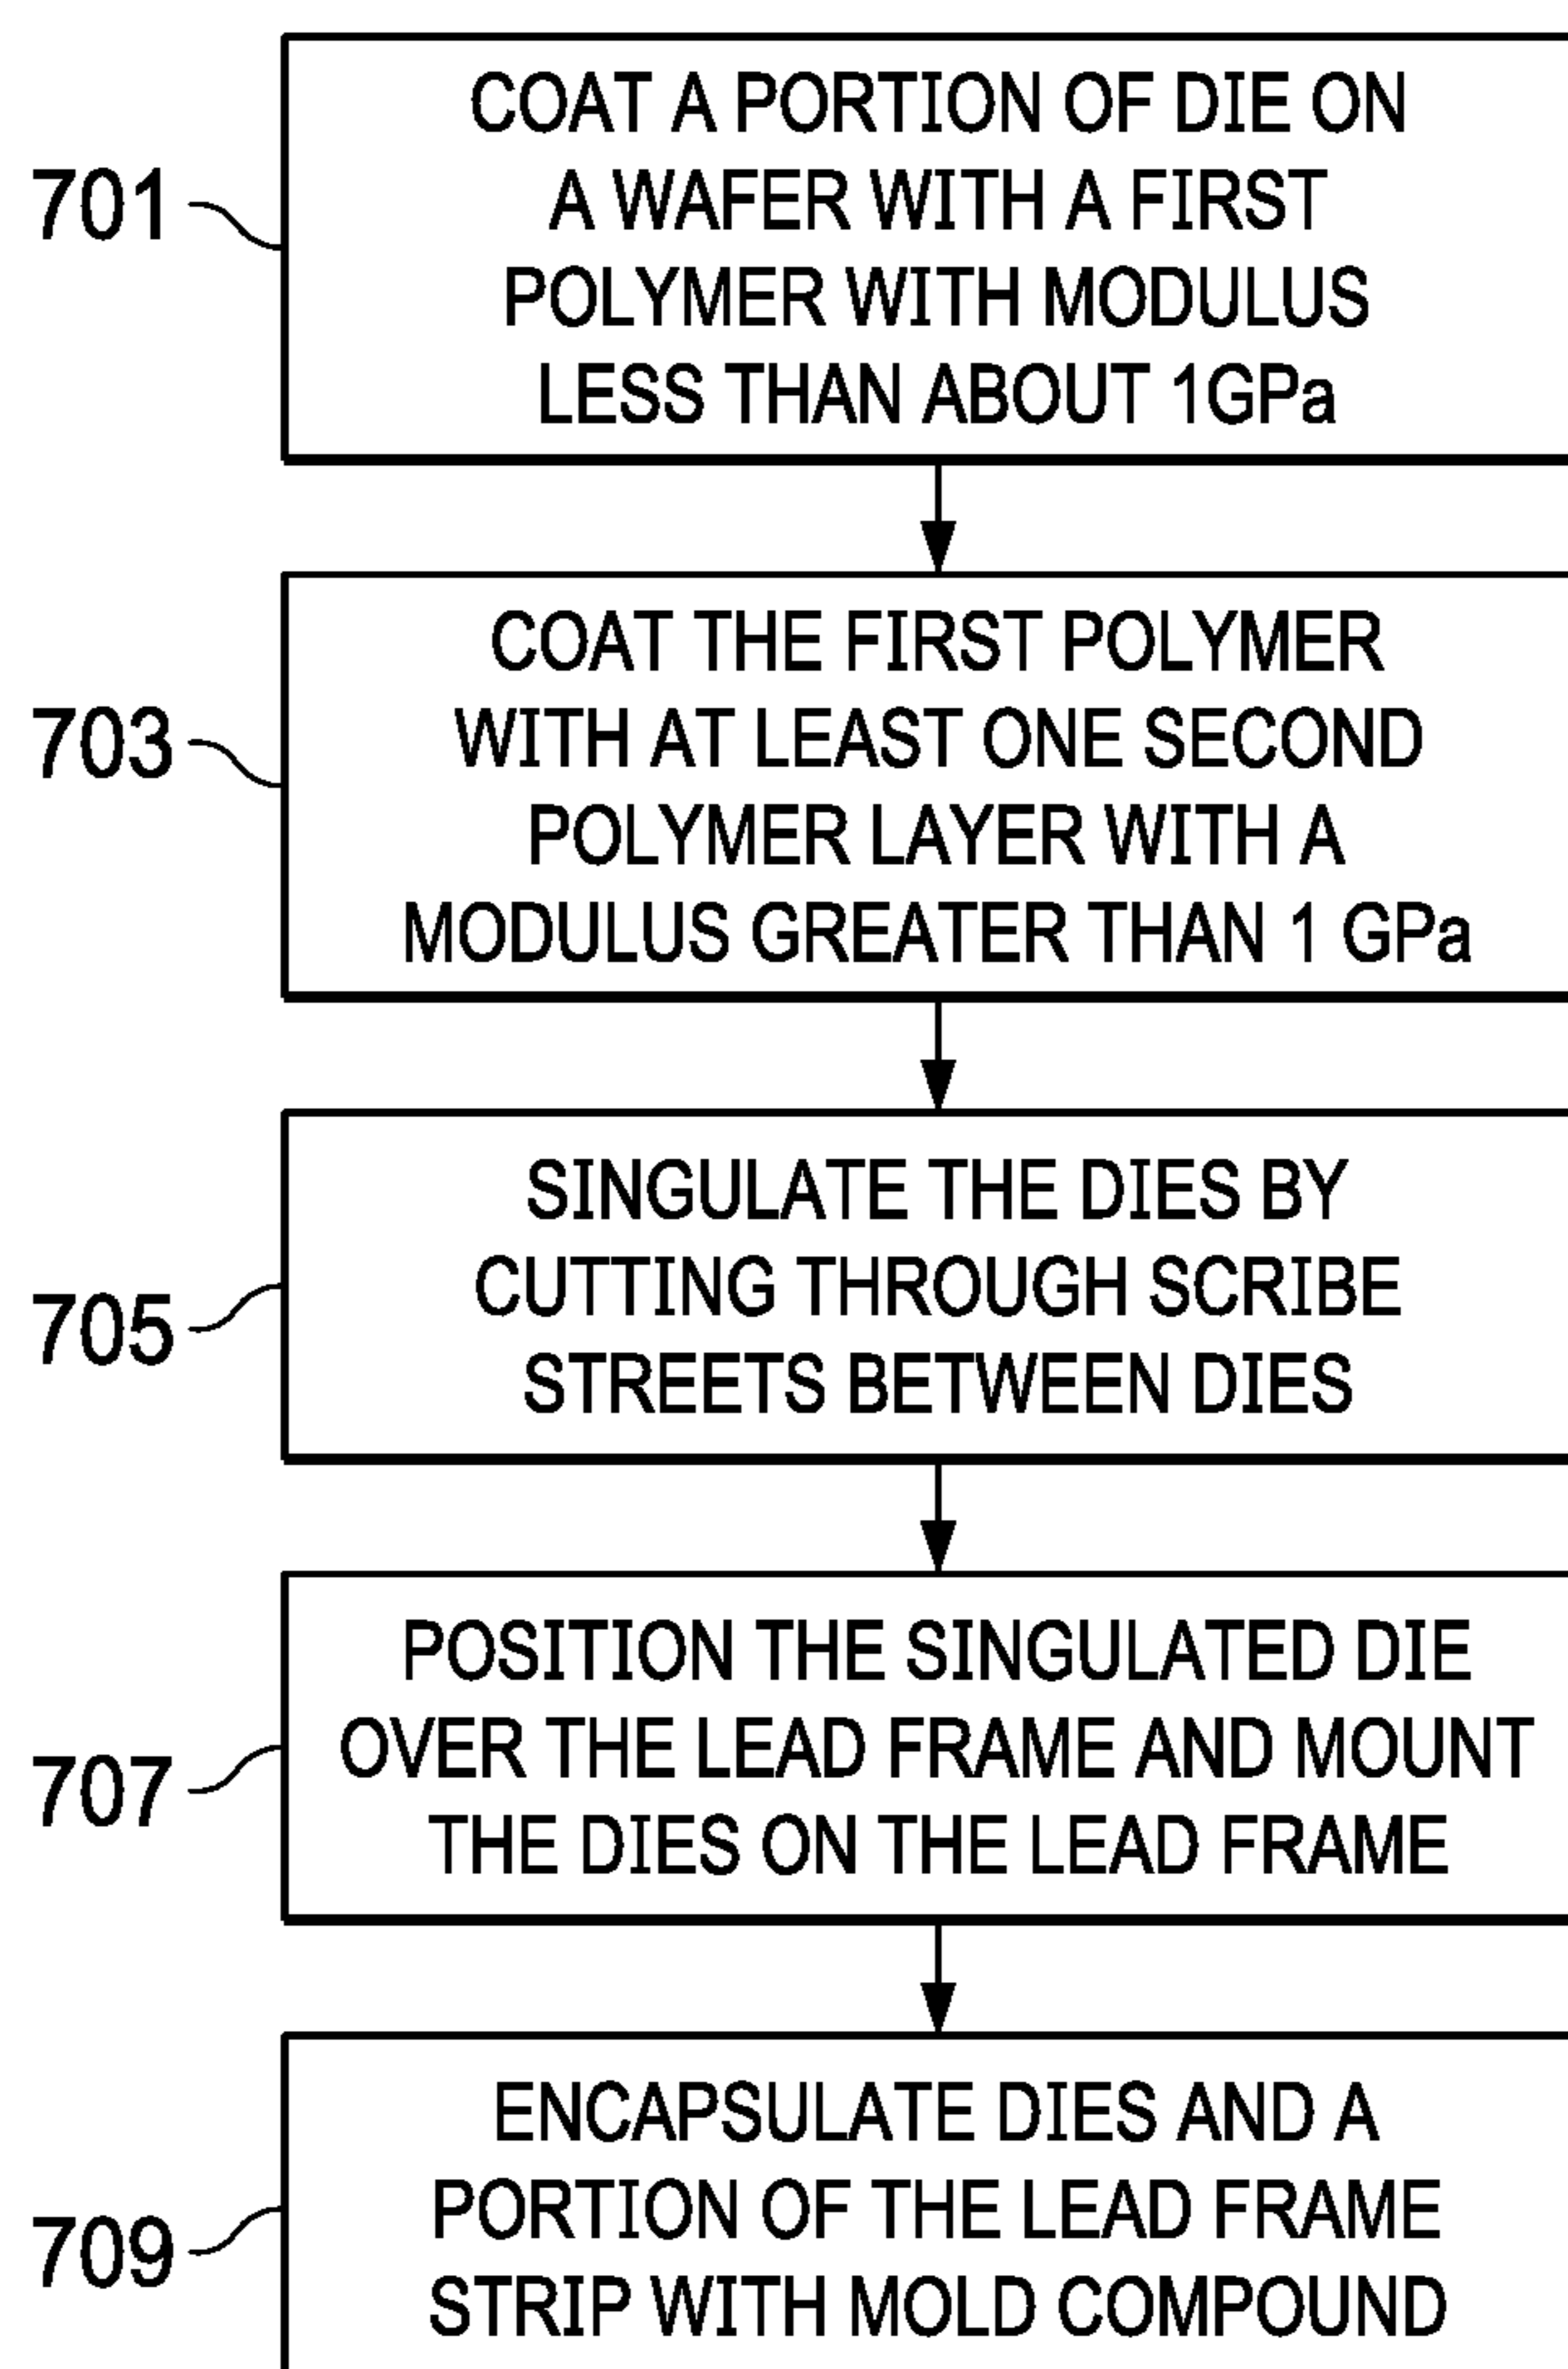 701
COAT A PORTION OF DIE ON
A WAFER WITH A FIRST
POLYMER WITH MODULUS
LESS THAN ABOUT 1GPa
703
COAT THE FIRST POLYMER
WITH AT LEAST ONE SECOND
POLYMER LAYER WITH A
MODULUS GREATER THAN 1 GPa
705
SINGULATE THE DIES BY
CUTTING THROUGH SCRIBE
STREETS BETWEEN DIES
707
POSITION THE SINGULATED DIE
OVER THE LEAD FRAME AND MOUNT
THE DIES ON THE LEAD FRAME
709
ENCAPSULATE DIES AND A
PORTION OF THE LEAD FRAME
STRIP WITH MOLD COMPOUND